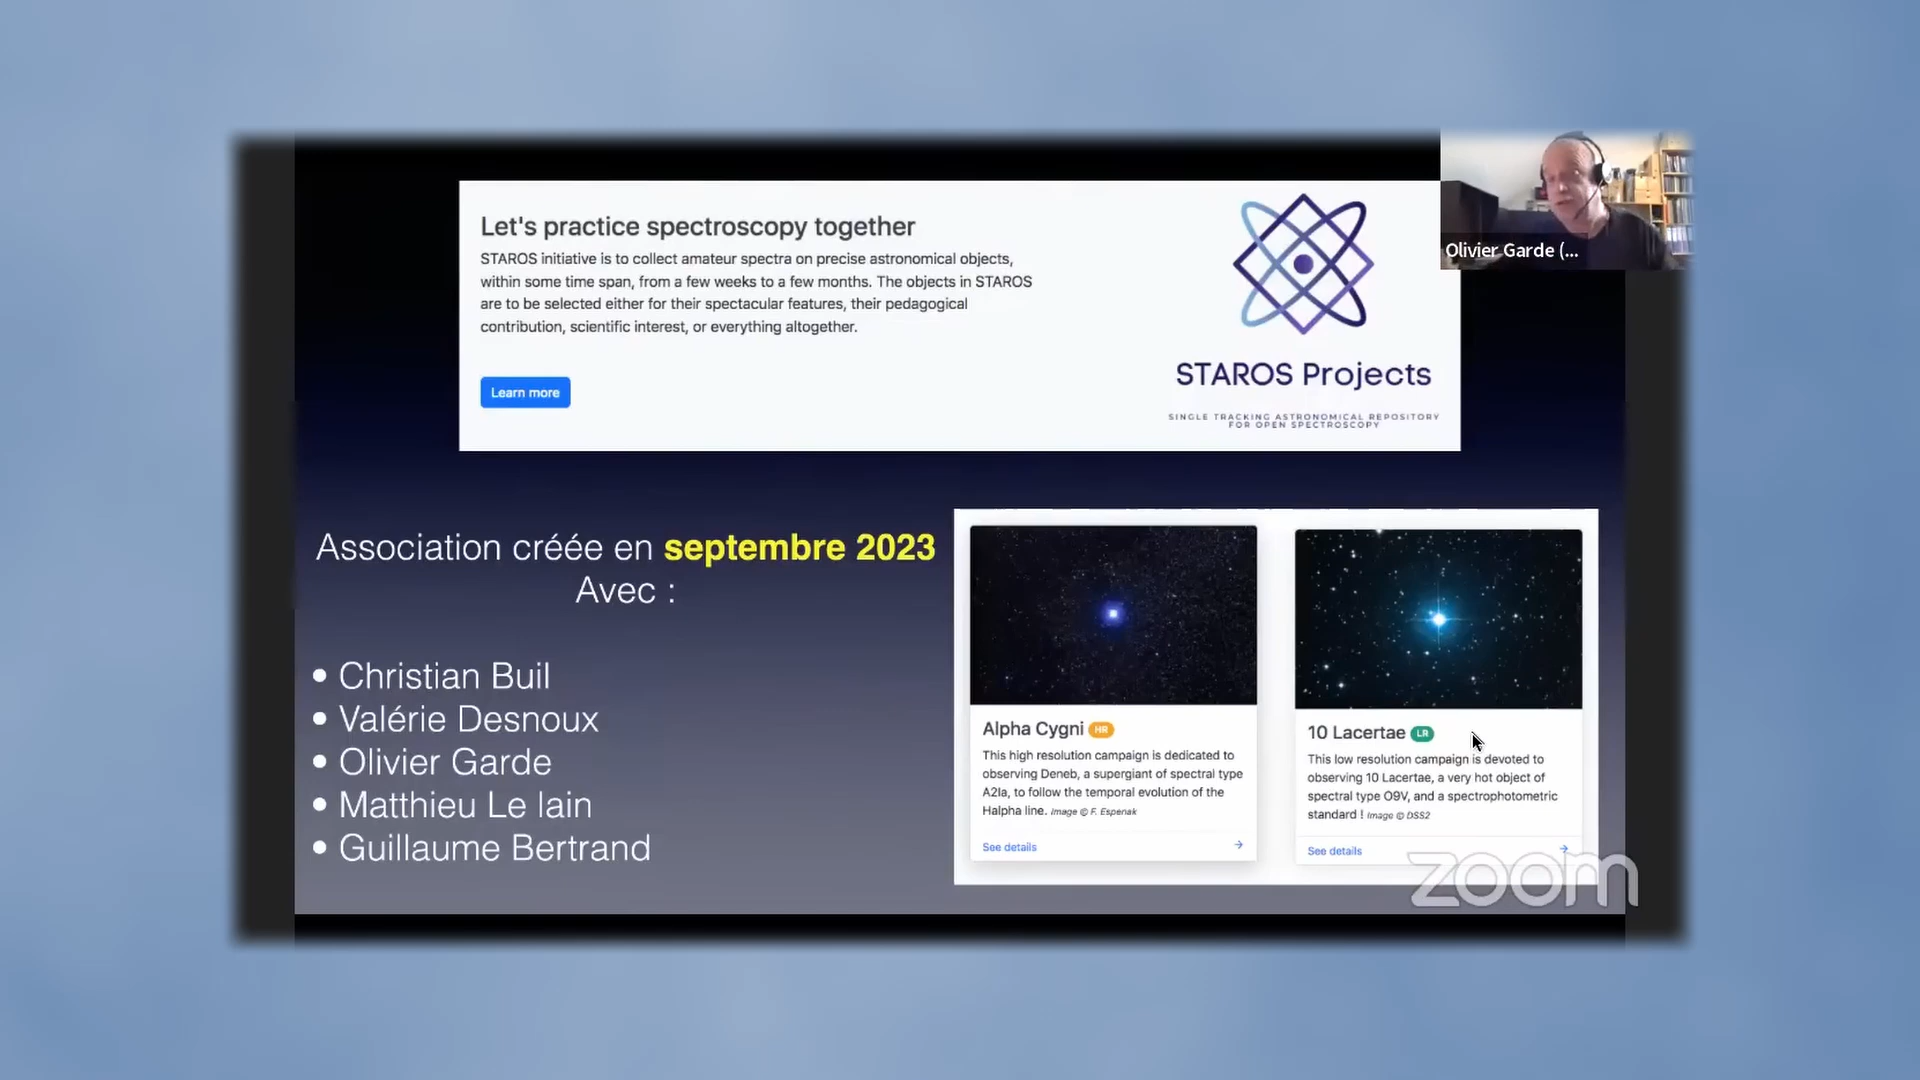 Let's practice spectroscopy together
STAROS initiative is to collect amateur spectra on precise astronomical objects,
within some time span, from a few weeks to a few months. The objects in STAROS
are to be selected either for their spectacular features, their pedagogical
contribution, scientific interest, or everything altogether.
Learn more
STAROS Projects
SINGLE TRACKING ASTRONOMICAL REPOSITORY
FOR OPEN SPECTROSCOPY
Olivier Garde (...
Association créée en septembre 2023
Avec :
• Christian Buil
• Valérie Desnoux
• Olivier Garde
• Matthieu Le lain
• Guillaume Bertrand
Alpha Cygni HR
This high resolution campaign is dedicated to
observing Deneb, a supergiant of spectral type
A2Ia, to follow the temporal evolution of the
Halpha line. Image © F. Espenak
See details →
10 Lacertae LR
This low resolution campaign is devoted to
observing 10 Lacertae, a very hot object of
spectral type O9V, and a spectrophotometric
standard ! Image © DSS2
See details →
zoom